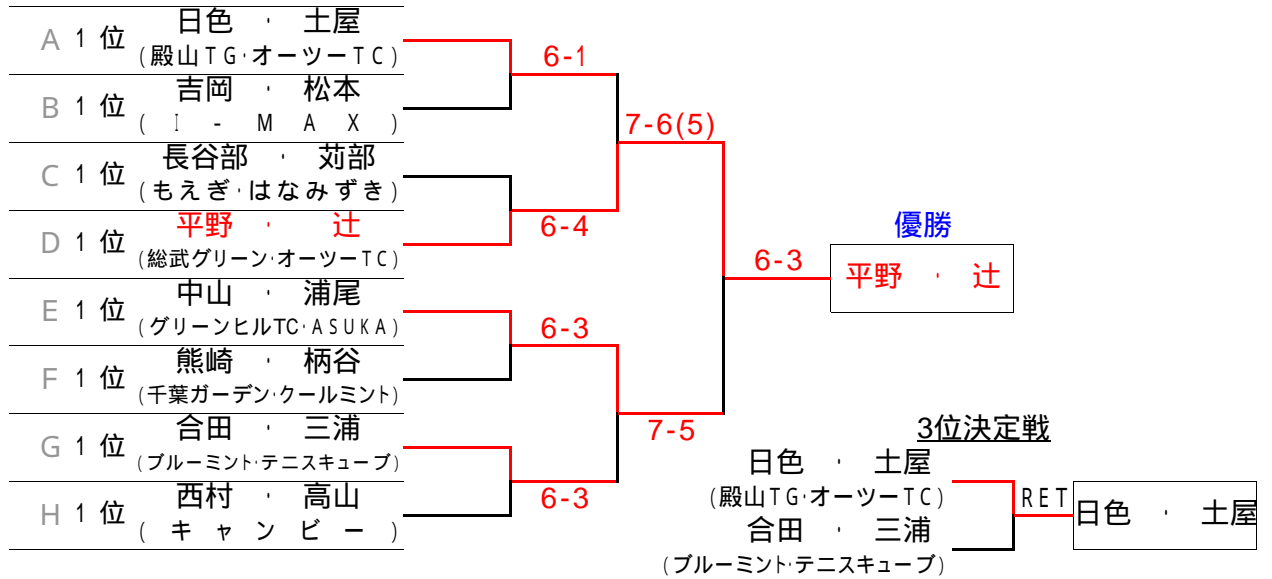 A 1位 日色 ・ 土屋
(殿山TG・オーツーTC)
6-1
B 1位 吉岡 ・ 松本
(I-MAX)
7-6(5)
C 1位 長谷部 ・ 苅部
(もえぎ・はなみずき)
D 1位 平野 ・ 辻
(総武グリーン・オーツーTC)
6-4
優勝
6-3
平野 ・ 辻
E 1位 中山 ・ 浦尾
(グリーンヒルTC・ASUKA)
6-3
F 1位 熊崎 ・ 柄谷
(千葉ガーデン・クールミント)
7-5
G 1位 合田 ・ 三浦
(ブルーミント・テニスキューブ)
H 1位 西村 ・ 高山
(キャンビー)
6-3
3位決定戦
日色 ・ 土屋
(殿山TG・オーツーTC)
RET
日色 ・ 土屋
合田 ・ 三浦
(ブルーミント・テニスキューブ)